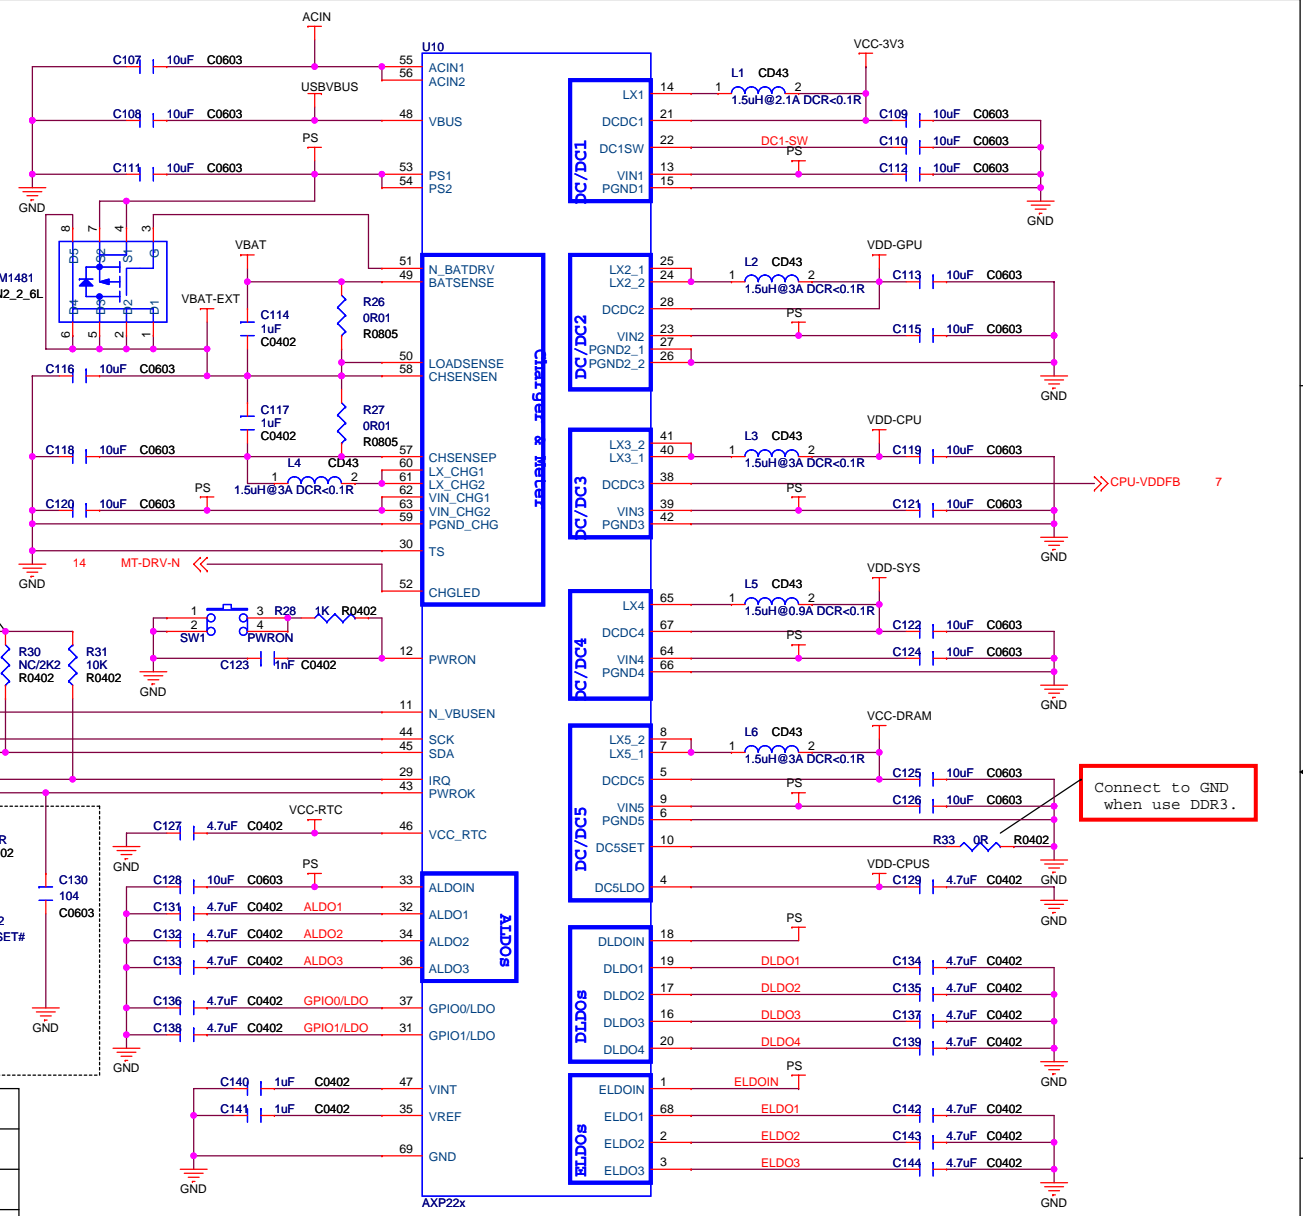 ACIN
U10
C107 10uF C0603
55 ACIN1
56 ACIN2
USBVBUS
C108 10uF C0603
48 VBUS
PS
C111 10uF C0603
53 PS1
54 PS2
GND
8 7 4 3
D5 S2 S1 G
D4 D3 D2 D1
6 5 2 1
M1481
N2_2_6L
VBAT
VBAT-EXT
51 N_BATDRV
49 BATSENSE
C114
1uF
C0402
R26
0R01
R0805
50 LOADSENSE
58 CHSENSEN
C116 10uF C0603
C117
1uF
C0402
R27
0R01
R0805
Charger & Meter
C118 10uF C0603
57 CHSENSEP
60 LX_CHG1
61 LX_CHG2
62 VIN_CHG1
63 VIN_CHG2
59 PGND_CHG
L4 CD43
1 2
1.5uH@3A DCR<0.1R
PS
C120 10uF C0603
30 TS
GND
14 MT-DRV-N
52 CHGLED
1 3 R28 1K R0402
2 4
SW1 PWRON
C123 1nF C0402
12 PWRON
GND
R30
NC/2K2
R0402
R31
10K
R0402
11 N_VBUSEN
44 SCK
45 SDA
29 IRQ
43 PWROK
VCC-RTC
C127 4.7uF C0402
46 VCC_RTC
GND
R
02
C130
104
C0603
2
SET#
GND
PS
C128 10uF C0603
33 ALDOIN
C131 4.7uF C0402 ALDO1 32 ALDO1
C132 4.7uF C0402 ALDO2 34 ALDO2
C133 4.7uF C0402 ALDO3 36 ALDO3
ALDOs
C136 4.7uF C0402 GPIO0/LDO 37 GPIO0/LDO
C138 4.7uF C0402 GPIO1/LDO 31 GPIO1/LDO
GND
C140 1uF C0402 47 VINT
C141 1uF C0402 35 VREF
69 GND
GND
AXP22x
VCC-3V3
DC/DC1
LX1 14
L1 CD43
1 2
1.5uH@2.1A DCR<0.1R
DCDC1 21 C109 10uF C0603
DC1SW 22 DC1-SW C110 10uF C0603
PS
VIN1 13 C112 10uF C0603
PGND1 15
GND
VDD-GPU
DC/DC2
LX2_1 25
LX2_2 24
L2 CD43
1 2
1.5uH@3A DCR<0.1R
C113 10uF C0603
DCDC2 28
PS
VIN2 23 C115 10uF C0603
PGND2_1 27
PGND2_2 26
GND
VDD-CPU
DC/DC3
LX3_2 41
LX3_1 40
L3 CD43
1 2
1.5uH@3A DCR<0.1R
C119 10uF C0603
DCDC3 38 CPU-VDDFB 7
PS
VIN3 39 C121 10uF C0603
PGND3 42
GND
VDD-SYS
DC/DC4
LX4 65
L5 CD43
1 2
1.5uH@0.9A DCR<0.1R
DCDC4 67 C122 10uF C0603
PS
VIN4 64 C124 10uF C0603
PGND4 66
GND
VCC-DRAM
DC/DC5
LX5_2 8
LX5_1 7
L6 CD43
1 2
1.5uH@3A DCR<0.1R
DCDC5 5 C125 10uF C0603
PS
VIN5 9 C126 10uF C0603
PGND5 6
DC5SET 10 R33 0R R0402
Connect to GND
when use DDR3.
GND
VDD-CPUS
DC5LDO 4 C129 4.7uF C0402
GND
PS
DLDOs
DLDOIN 18
DLDO1 19 DLDO1 C134 4.7uF C0402
DLDO2 17 DLDO2 C135 4.7uF C0402
DLDO3 16 DLDO3 C137 4.7uF C0402
DLDO4 20 DLDO4 C139 4.7uF C0402
GND
PS
ELDOs
ELDOIN 1 ELDOIN
ELDO1 68 ELDO1 C142 4.7uF C0402
ELDO2 2 ELDO2 C143 4.7uF C0402
ELDO3 3 ELDO3 C144 4.7uF C0402
GND